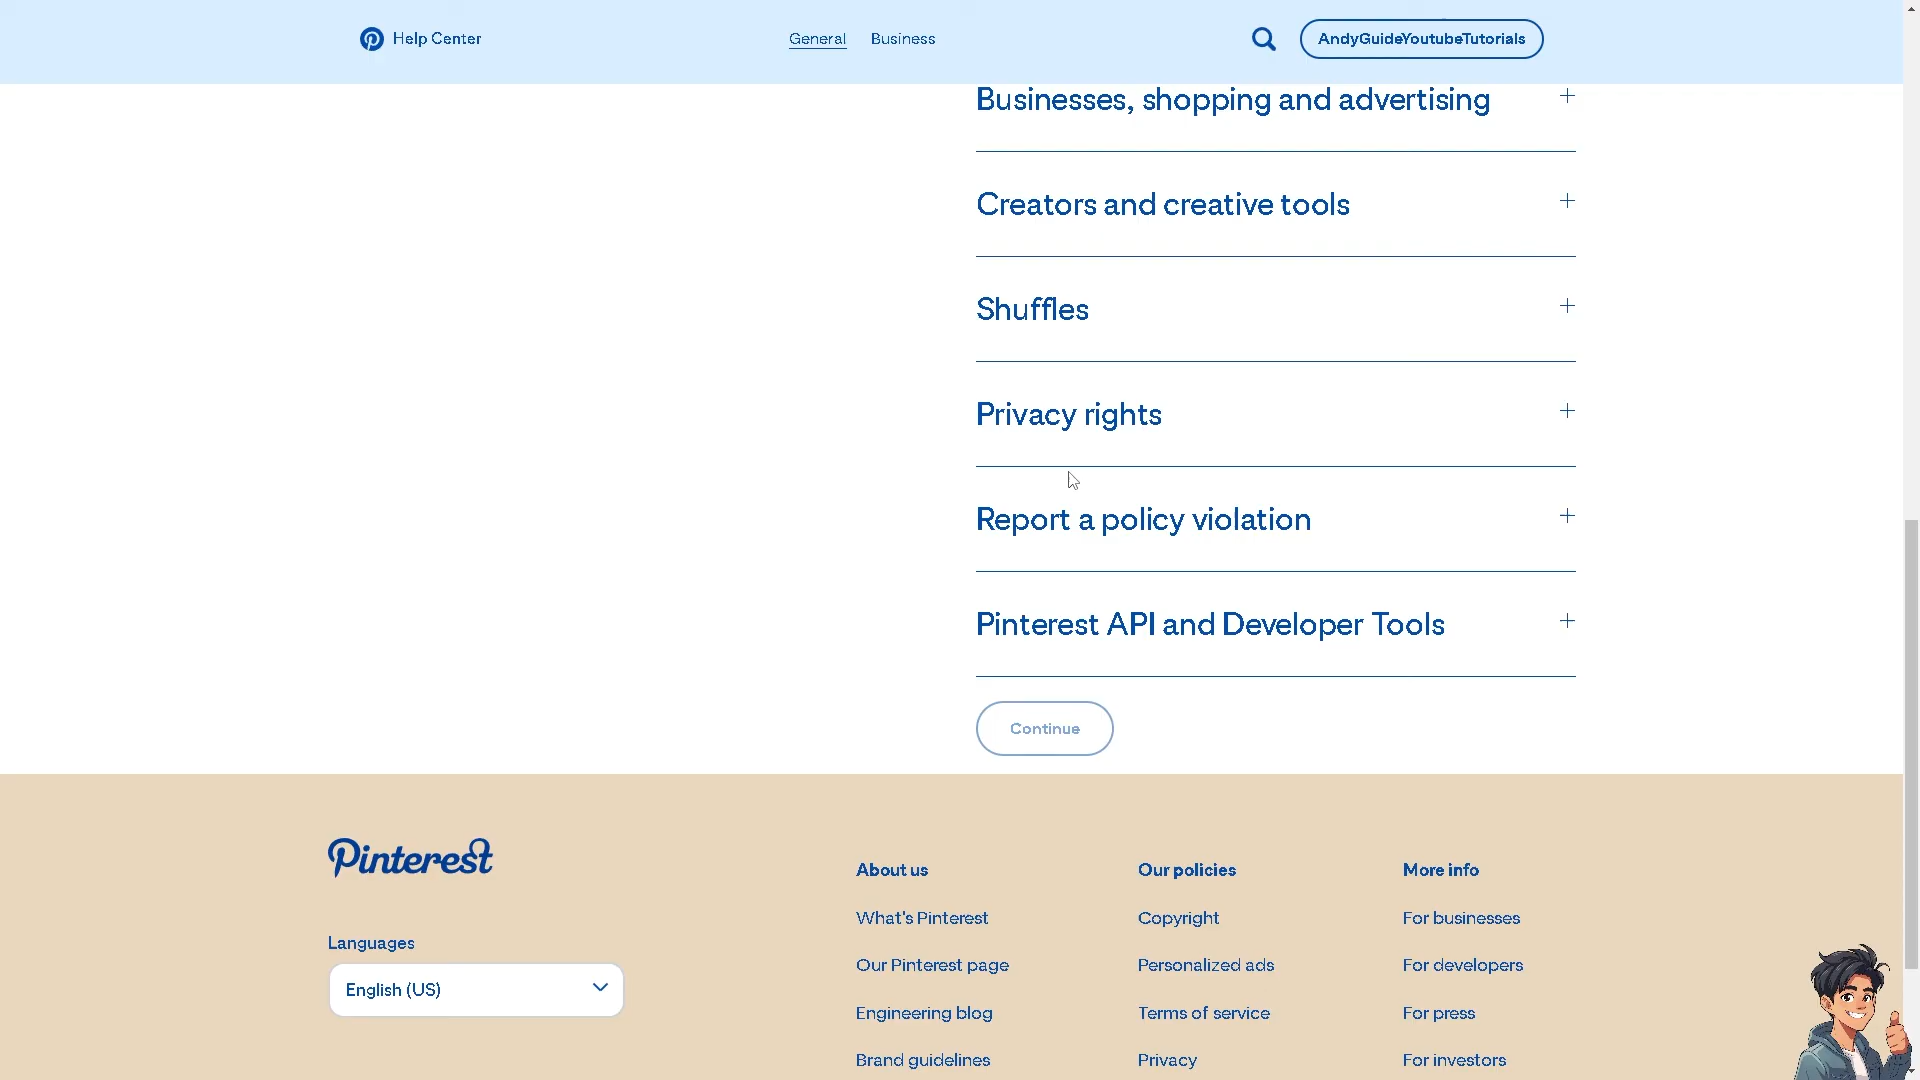 Help Center
General
Business
AndyGuideYoutubeTutorials
Businesses, shopping and advertising
Creators and creative tools
Shuffles
Privacy rights
Report a policy violation
Pinterest API and Developer Tools
Continue
Pinterest
Languages
English (US)
About us
What's Pinterest
Our Pinterest page
Engineering blog
Brand guidelines
Our policies
Copyright
Personalized ads
Terms of service
Privacy
More info
For businesses
For developers
For press
For investors